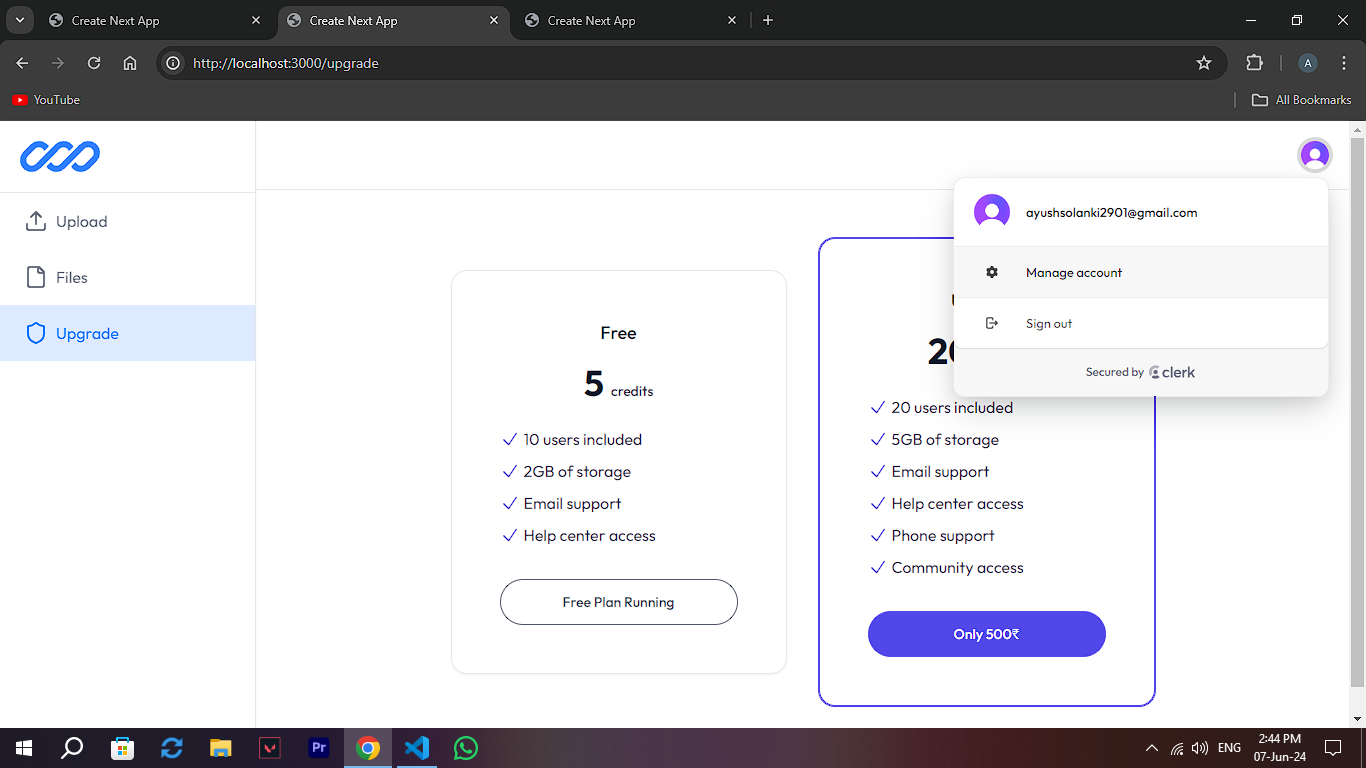 Create Next App
Create Next App
Create Next App
http://localhost:3000/upgrade
A
YouTube
All Bookmarks
Upload
Files
Upgrade
ayushsolanki2901@gmail.com
Manage account
Sign out
Secured by clerk
Free
5 credits
10 users included
2GB of storage
Email support
Help center access
Free Plan Running
20 users included
5GB of storage
Email support
Help center access
Phone support
Community access
Only 500₹
Pr
ENG
2:44 PM
07-Jun-24